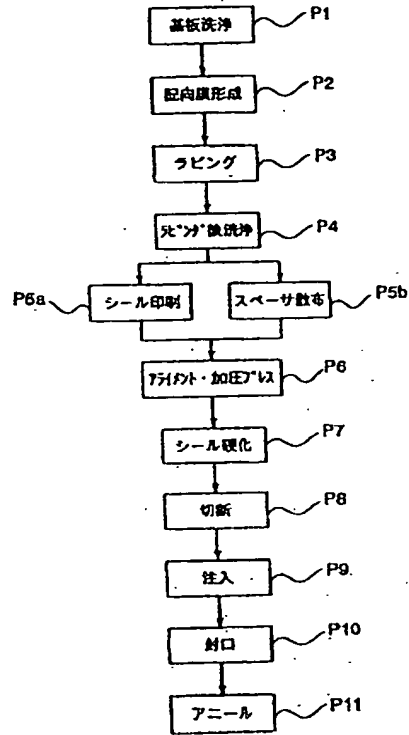 基板洗浄
P1
配向膜形成
P2
ラビング
P3
ラビング後洗浄
P4
P5a
シール印刷
スペーサ散布
P5b
アライメント・加圧プレス
P6
シール硬化
P7
切断
P8
注入
P9
封口
P10
アニール
P11